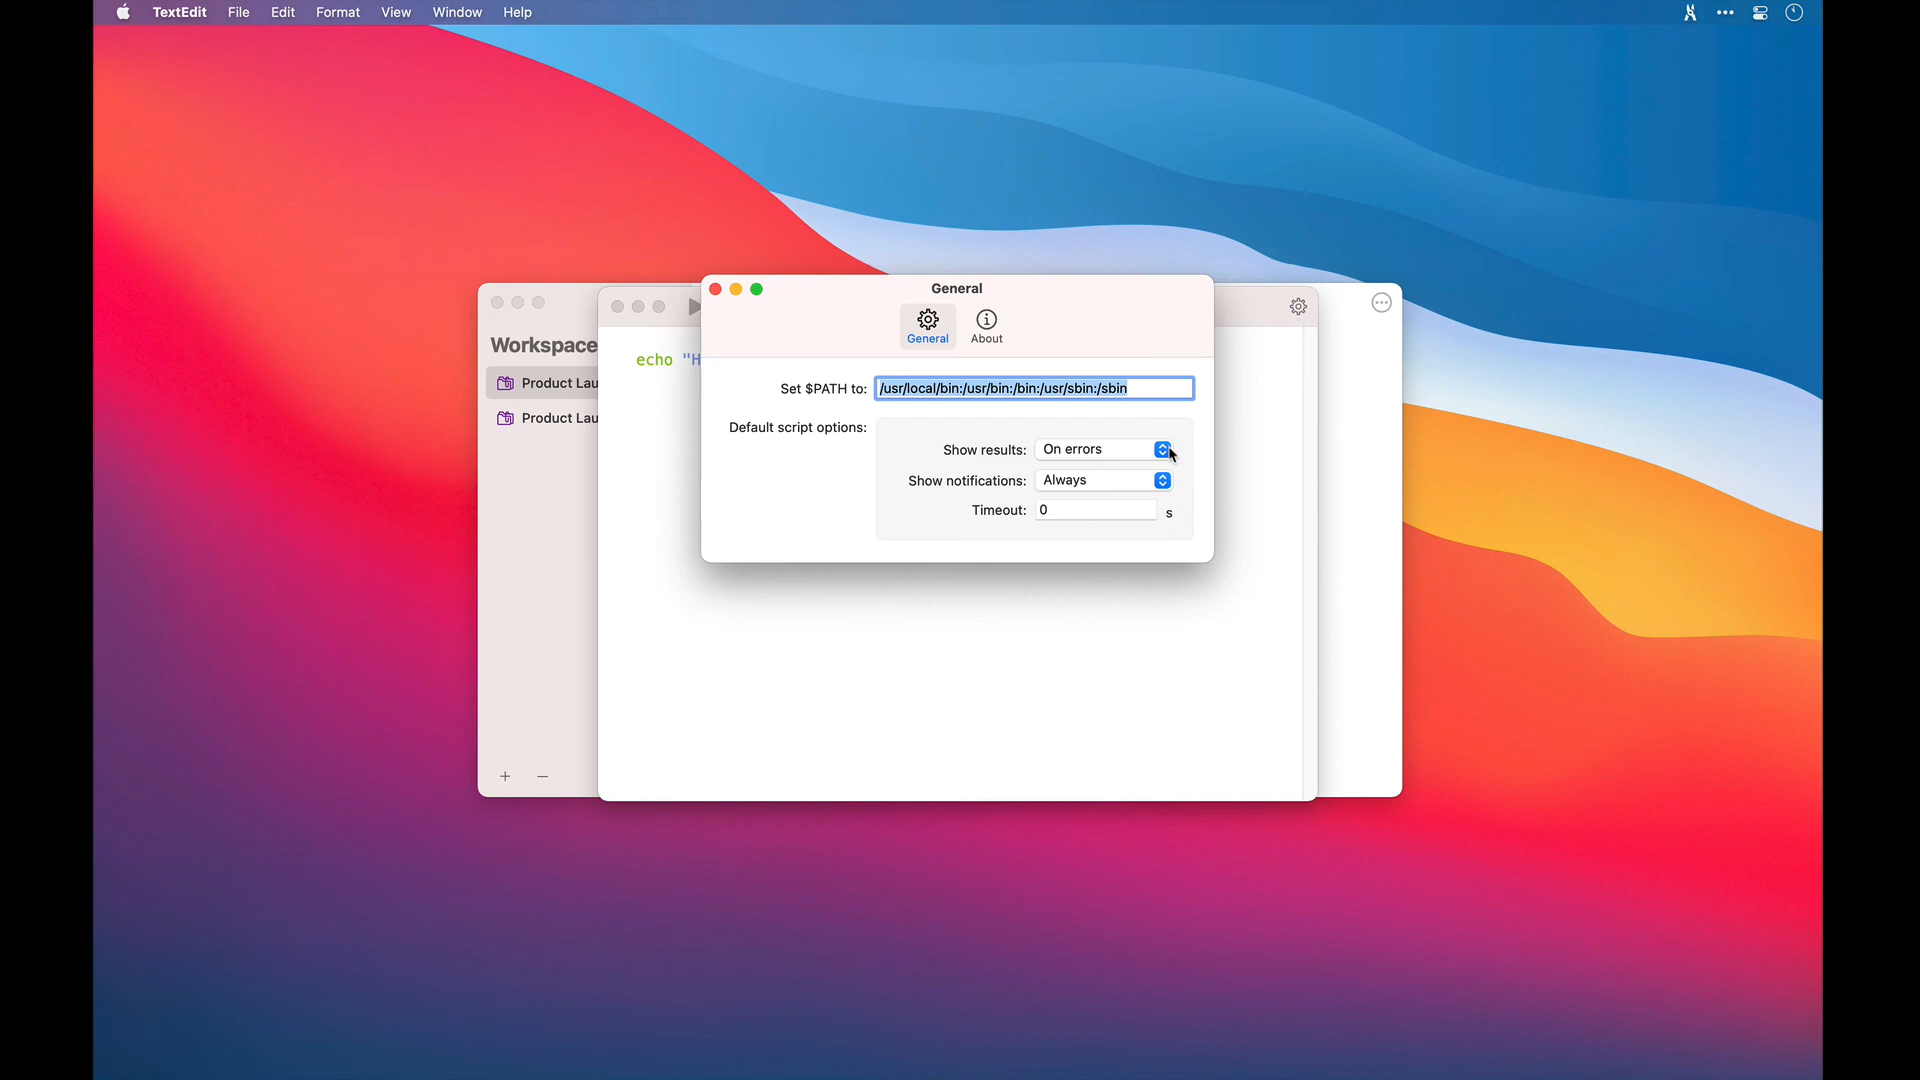 TextEdit File Edit Format View Window Help
General
General About
Workspace
Product Lau
Product Lau
echo "H
Set $PATH to: /usr/local/bin:/usr/bin:/bin:/usr/sbin:/sbin
Default script options:
Show results: On errors
Show notifications: Always
Timeout: 0 s